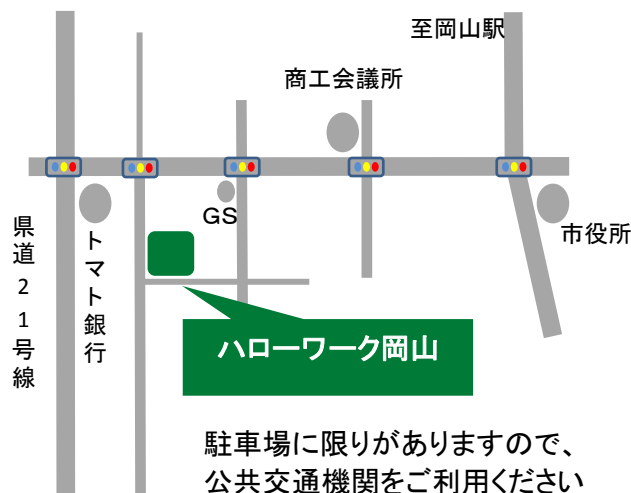 至岡山駅
商工会議所
GS
市役所
県道21号線
トマト銀行
ハローワーク岡山
駐車場に限りがありますので、
公共交通機関をご利用ください